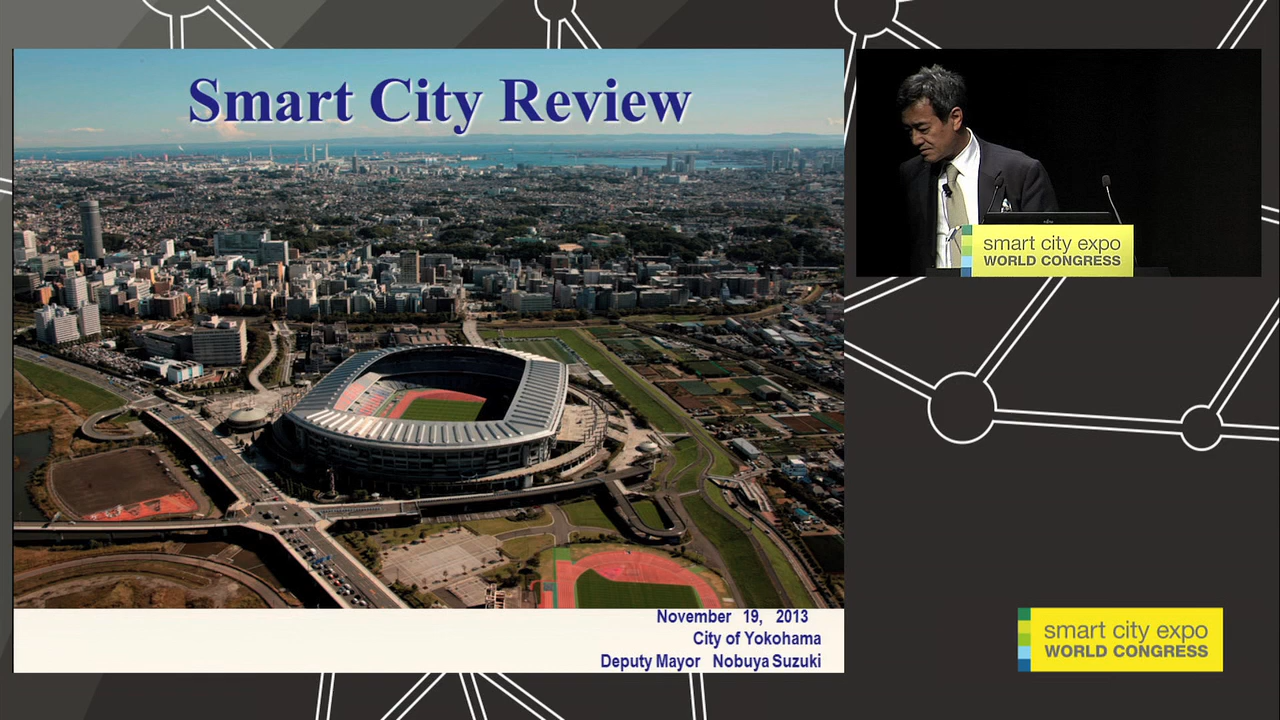 Smart City Review
November 19, 2013
City of Yokohama
Deputy Mayor Nobuya Suzuki
smart city expo
WORLD CONGRESS
smart city expo
WORLD CONGRESS